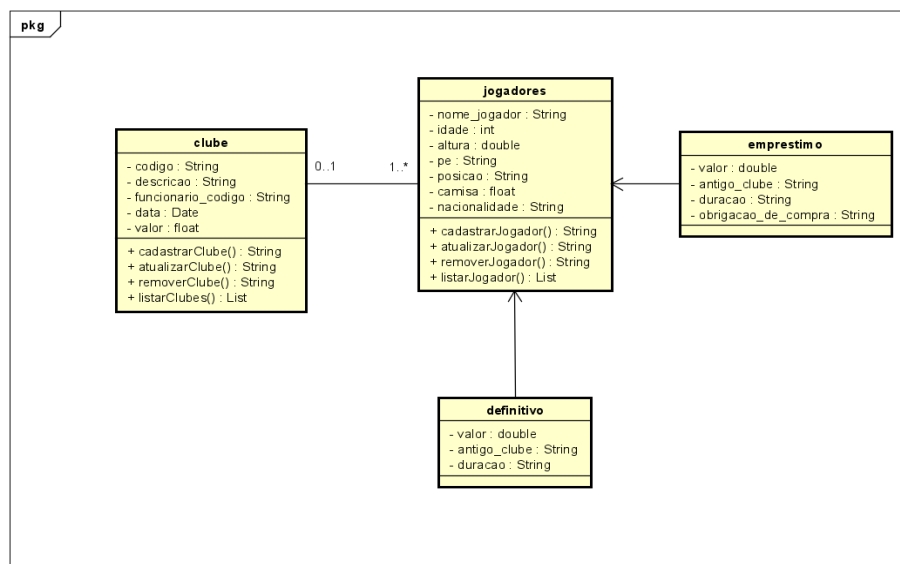 pkg
clube
- codigo : String
- descricao : String
- funcionario_codigo : String
- data : Date
- valor : float
+ cadastrarClube() : String
+ atualizarClube() : String
+ removerClube() : String
+ listarClubes() : List
0..1
1..*
jogadores
- nome_jogador : String
- idade : int
- altura : double
- pe : String
- posicao : String
- camisa : float
- nacionalidade : String
+ cadastrarJogador() : String
+ atualizarJogador() : String
+ removerJogador() : String
+ listarJogador() : List
emprestimo
- valor : double
- antigo_clube : String
- duracao : String
- obrigacao_de_compra : String
definitivo
- valor : double
- antigo_clube : String
- duracao : String